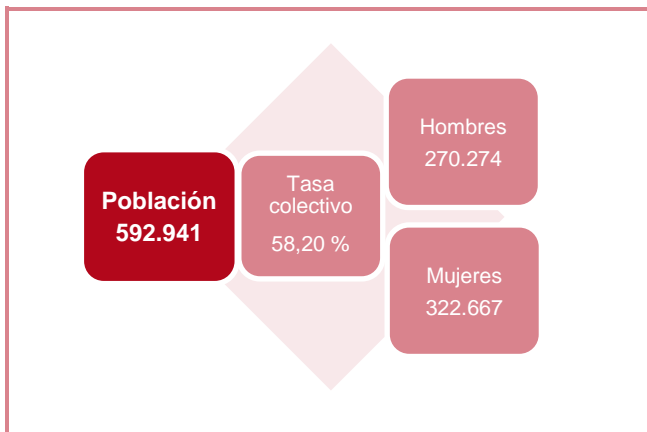 Población
592.941
Tasa
colectivo
58,20 %
Hombres
270.274
Mujeres
322.667